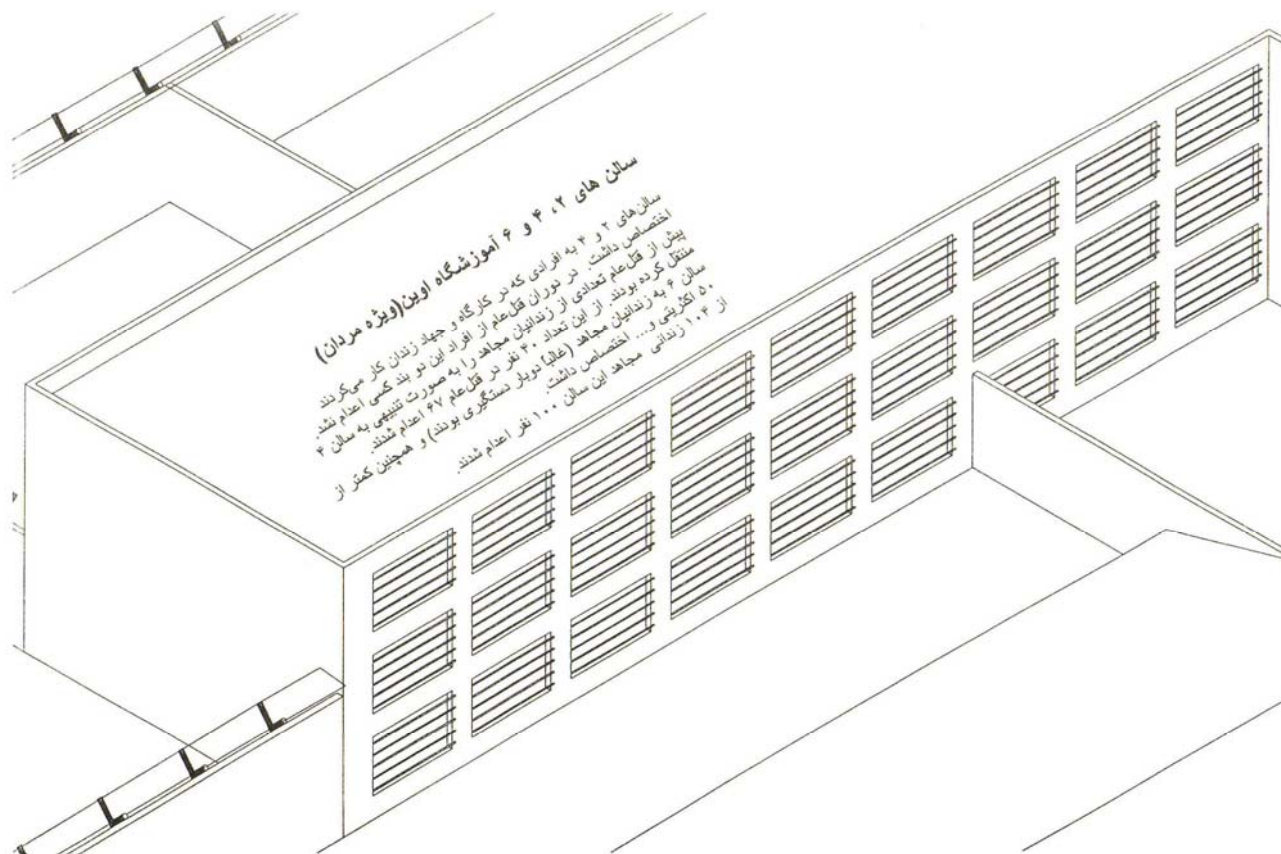 سالن های ۲، ۴ و ۶ آموزشگاه اوین(ویژه مردان)
سالن‌های ۲ و ۴ به افرادی که در کارگاه و جهاد زندان کار می‌کردند
اختصاص داشت. در دوران قتل‌عام از افراد این دو بند کمی اعدام نشد.
پیش از قتل‌عام تعدادی از زندانیان مجاهد را به صورت تنبیهی به سالن ۴
منتقل کرده بودند. از این تعداد ۴۰ نفر در قتل‌عام ۶۷ اعدام شدند.
سالن ۶ به زندانیان مجاهد (غالبا دوبار دستگیری بودند) و همچنین کمتر از
۵۰ اکثریتی و... اختصاص داشت.
از ۱۰۴ زندانی مجاهد این سالن ۱۰۰ نفر اعدام شدند.